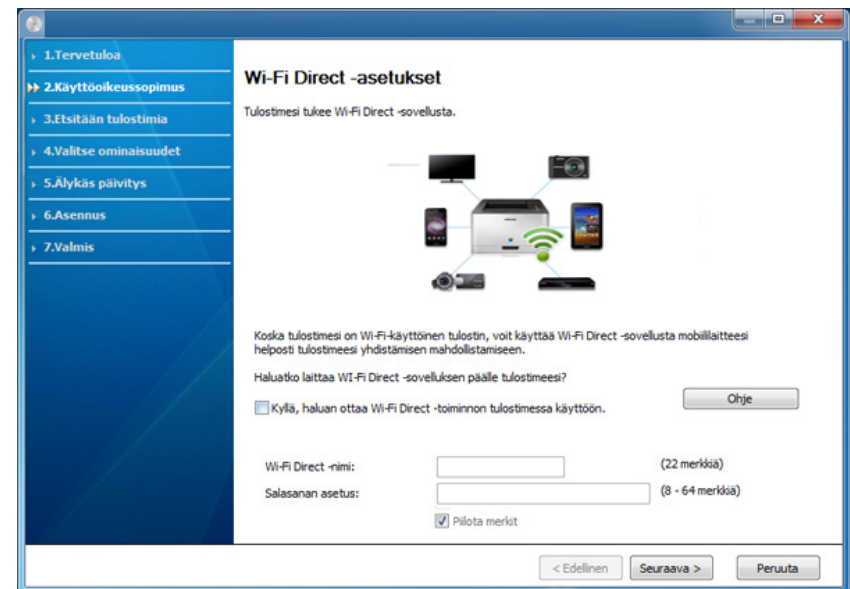 1.Tervetuloa
2.Käyttöoikeussopimus
3.Etsitään tulostimia
4.Valitse ominaisuudet
5.Älykäs päivitys
6.Asennus
7.Valmis
Wi-Fi Direct -asetukset
Tulostimesi tukee Wi-Fi Direct -sovellusta.
Koska tulostimesi on Wi-Fi-käyttöinen tulostin, voit käyttää Wi-Fi Direct -sovellusta mobiililaitteesi
helposti tulostimeesi yhdistämisen mahdollistamiseen.
Haluatko laittaa WI-Fi Direct -sovelluksen päälle tulostimeesi?
Kyllä, haluan ottaa Wi-Fi Direct -toiminnon tulostimessa käyttöön.
Ohje
Wi-Fi Direct -nimi:
(22 merkkiä)
Salasanan asetus:
(8 - 64 merkkiä)
Piilota merkit
< Edellinen
Seuraava >
Peruuta